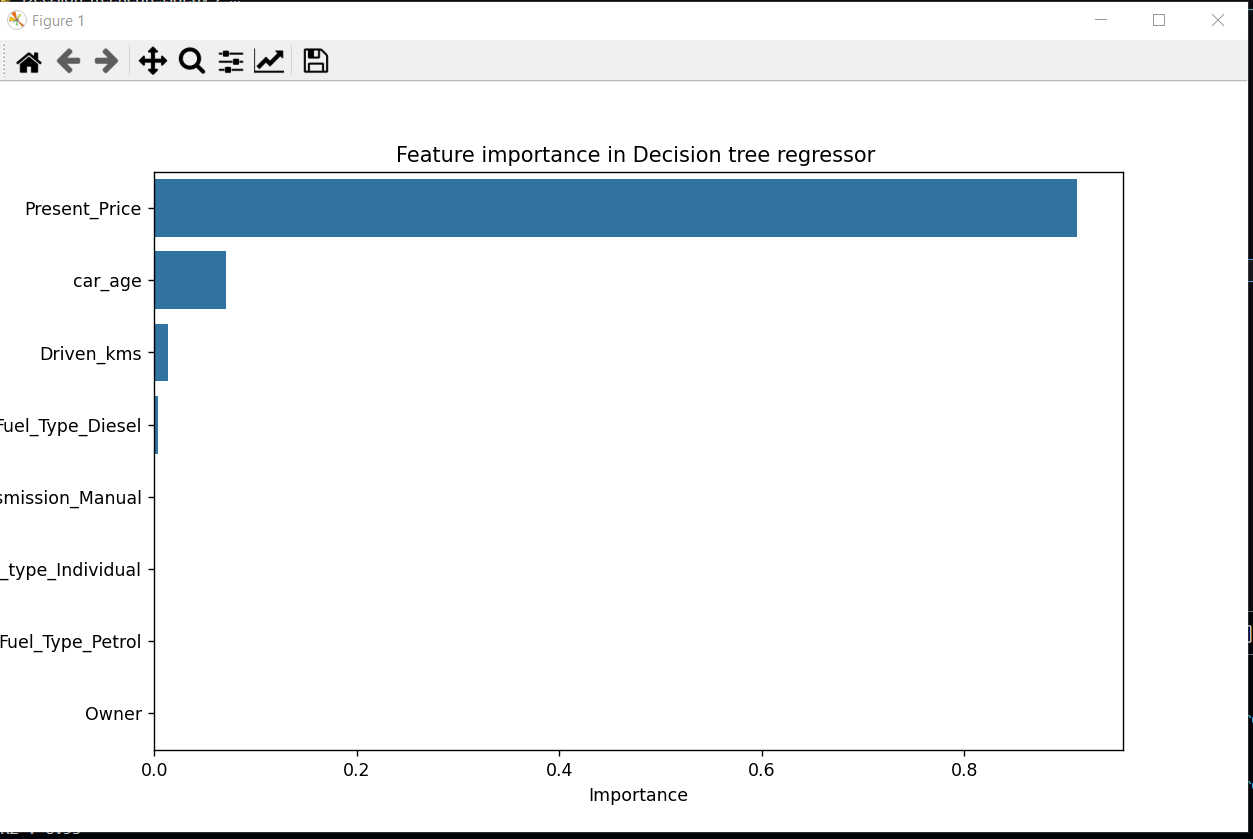 Figure 1
Feature importance in Decision tree regressor
Present_Price
car_age
Driven_kms
Fuel_Type_Diesel
smission_Manual
_type_Individual
Fuel_Type_Petrol
Owner
0.0 0.2 0.4 0.6 0.8
Importance